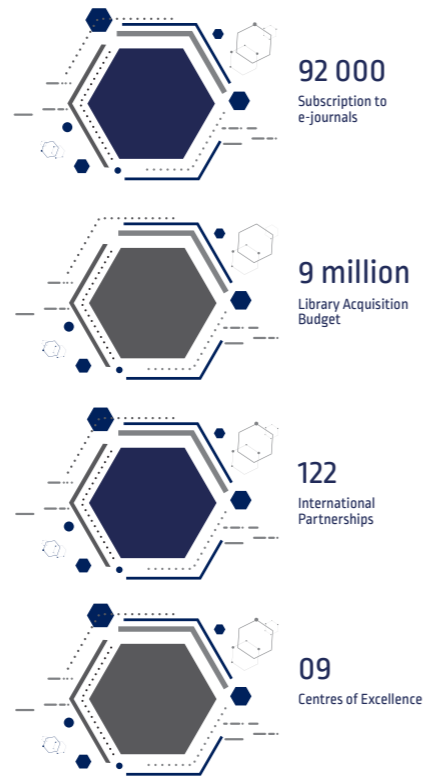 92 000
Subscription to
e-journals
9 million
Library Acquisition
Budget
122
International
Partnerships
09
Centres of Excellence